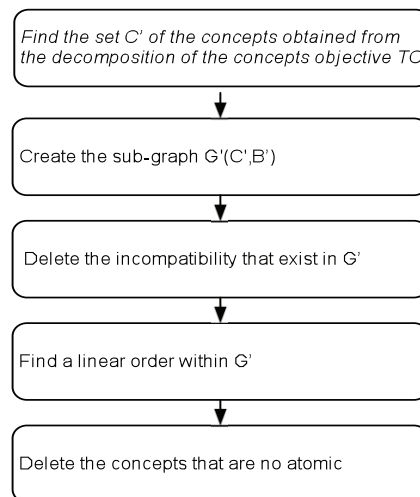 Find the set C’ of the concepts obtained from
the decomposition of the concepts objective TC
Create the sub-graph G'(C',B’)
Delete the incompatibility that exist in G’
Find a linear order within G’
Delete the concepts that are no atomic